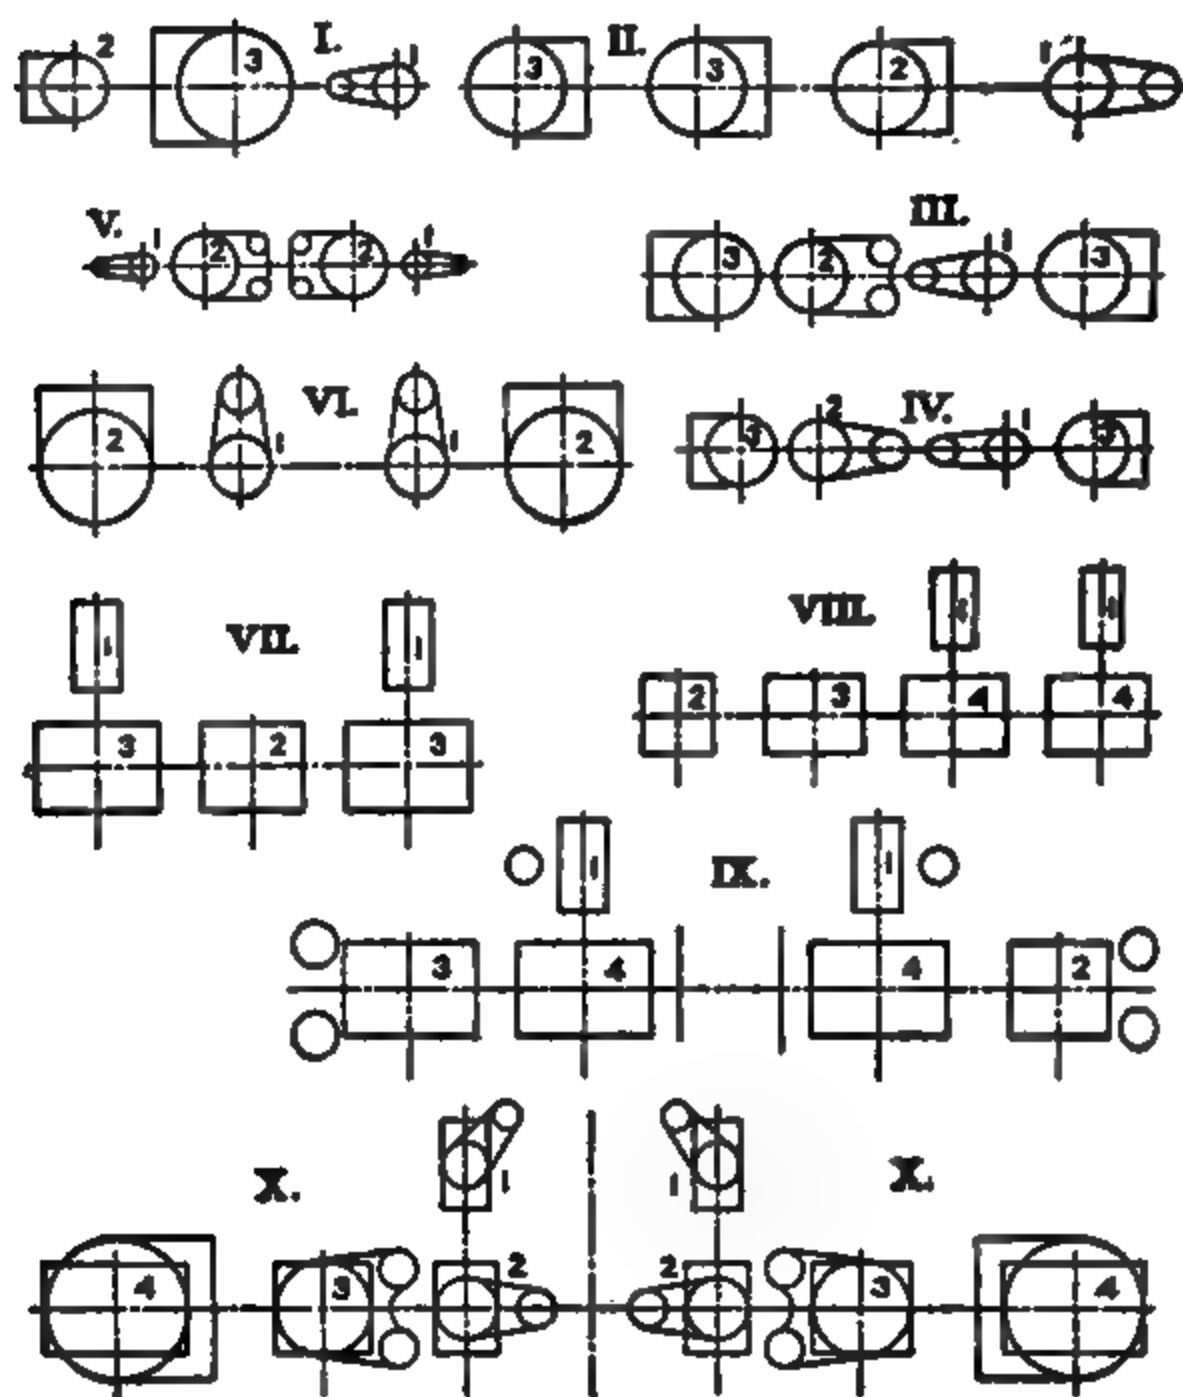 I. II.
2 3 1 3 3 2 1
V. III.
1 2 2 1 3 2 1 3
VI. IV.
2 1 1 2 3 2 1 3
VII. VIII.
1 1
3 2 3 2 3 4 4
IX.
1 1
3 4 4 2
X. X.
1 1
4 3 2 2 3 4